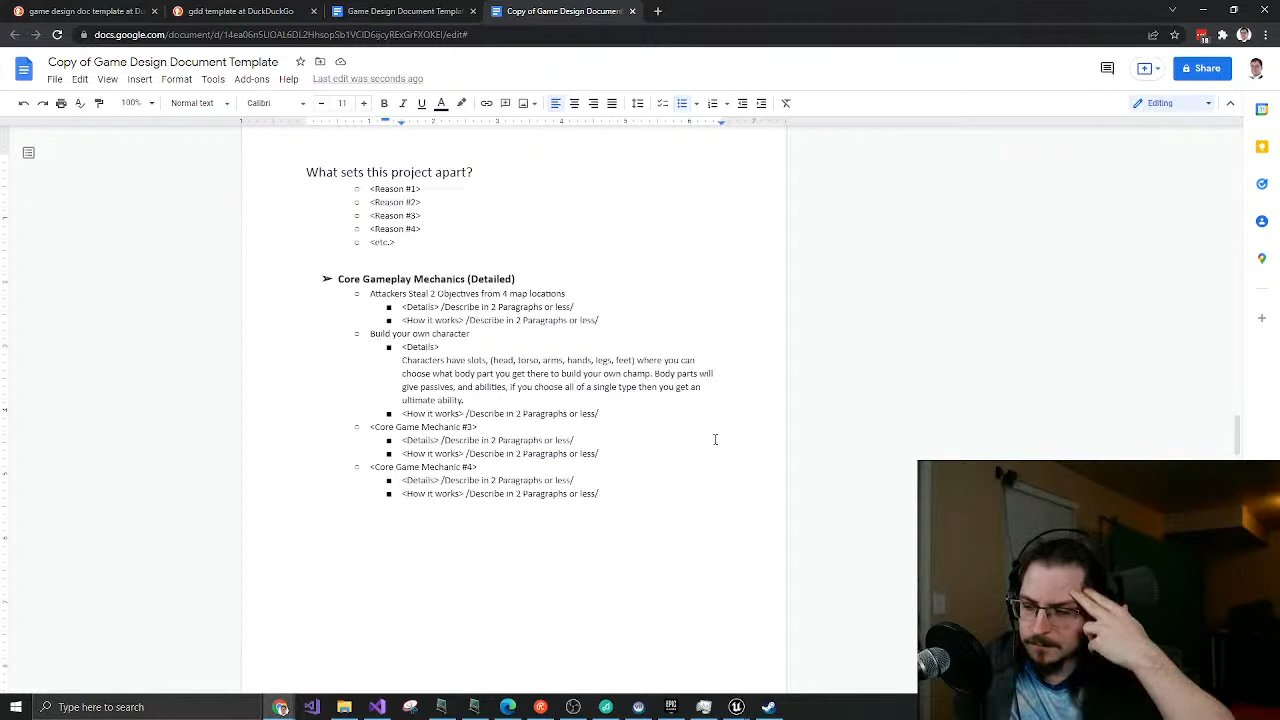 game design doc template at Du
gdd template at DuckDuckGo
Game Design Document Templat
Copy of Game Design Document
docs.google.com/document/d/14ea06n5UOAL6DL2HhsopSb1VClD6jjcyRExGrFXOKEI/edit#
18
Copy of Game Design Document Template
File Edit View Insert Format Tools Add-ons Help Last edit was seconds ago
Share
100% Normal text Calibri 11 Editing
1 1 2 3 4 5 6 7
What sets this project apart?
<Reason #1>
<Reason #2>
<Reason #3>
<Reason #4>
<etc.>
Core Gameplay Mechanics (Detailed)
Attackers Steal 2 Objectives from 4 map locations
<Details> /Describe in 2 Paragraphs or less/
<How it works> /Describe in 2 Paragraphs or less/
Build your own character
<Details>
Characters have slots, (head, torso, arms, hands, legs, feet) where you can
choose what body part you get there to build your own champ. Body parts will
give passives, and abilities, if you choose all of a single type then you get an
ultimate ability.
<How it works> /Describe in 2 Paragraphs or less/
<Core Game Mechanic #3>
<Details> /Describe in 2 Paragraphs or less/
<How it works> /Describe in 2 Paragraphs or less/
<Core Game Mechanic #4>
<Details> /Describe in 2 Paragraphs or less/
<How it works> /Describe in 2 Paragraphs or less/
Type here to search